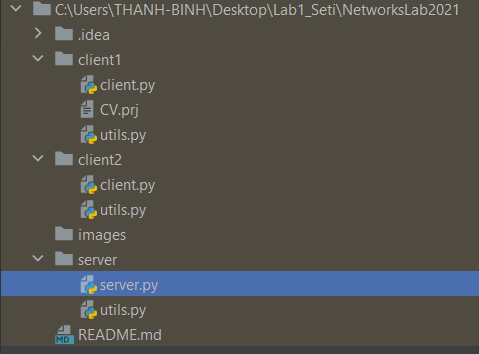 C:\Users\THANH-BINH\Desktop\Lab1_Seti\NetworksLab2021
.idea
client1
client.py
CV.prj
utils.py
client2
client.py
utils.py
images
server
server.py
utils.py
MD README.md